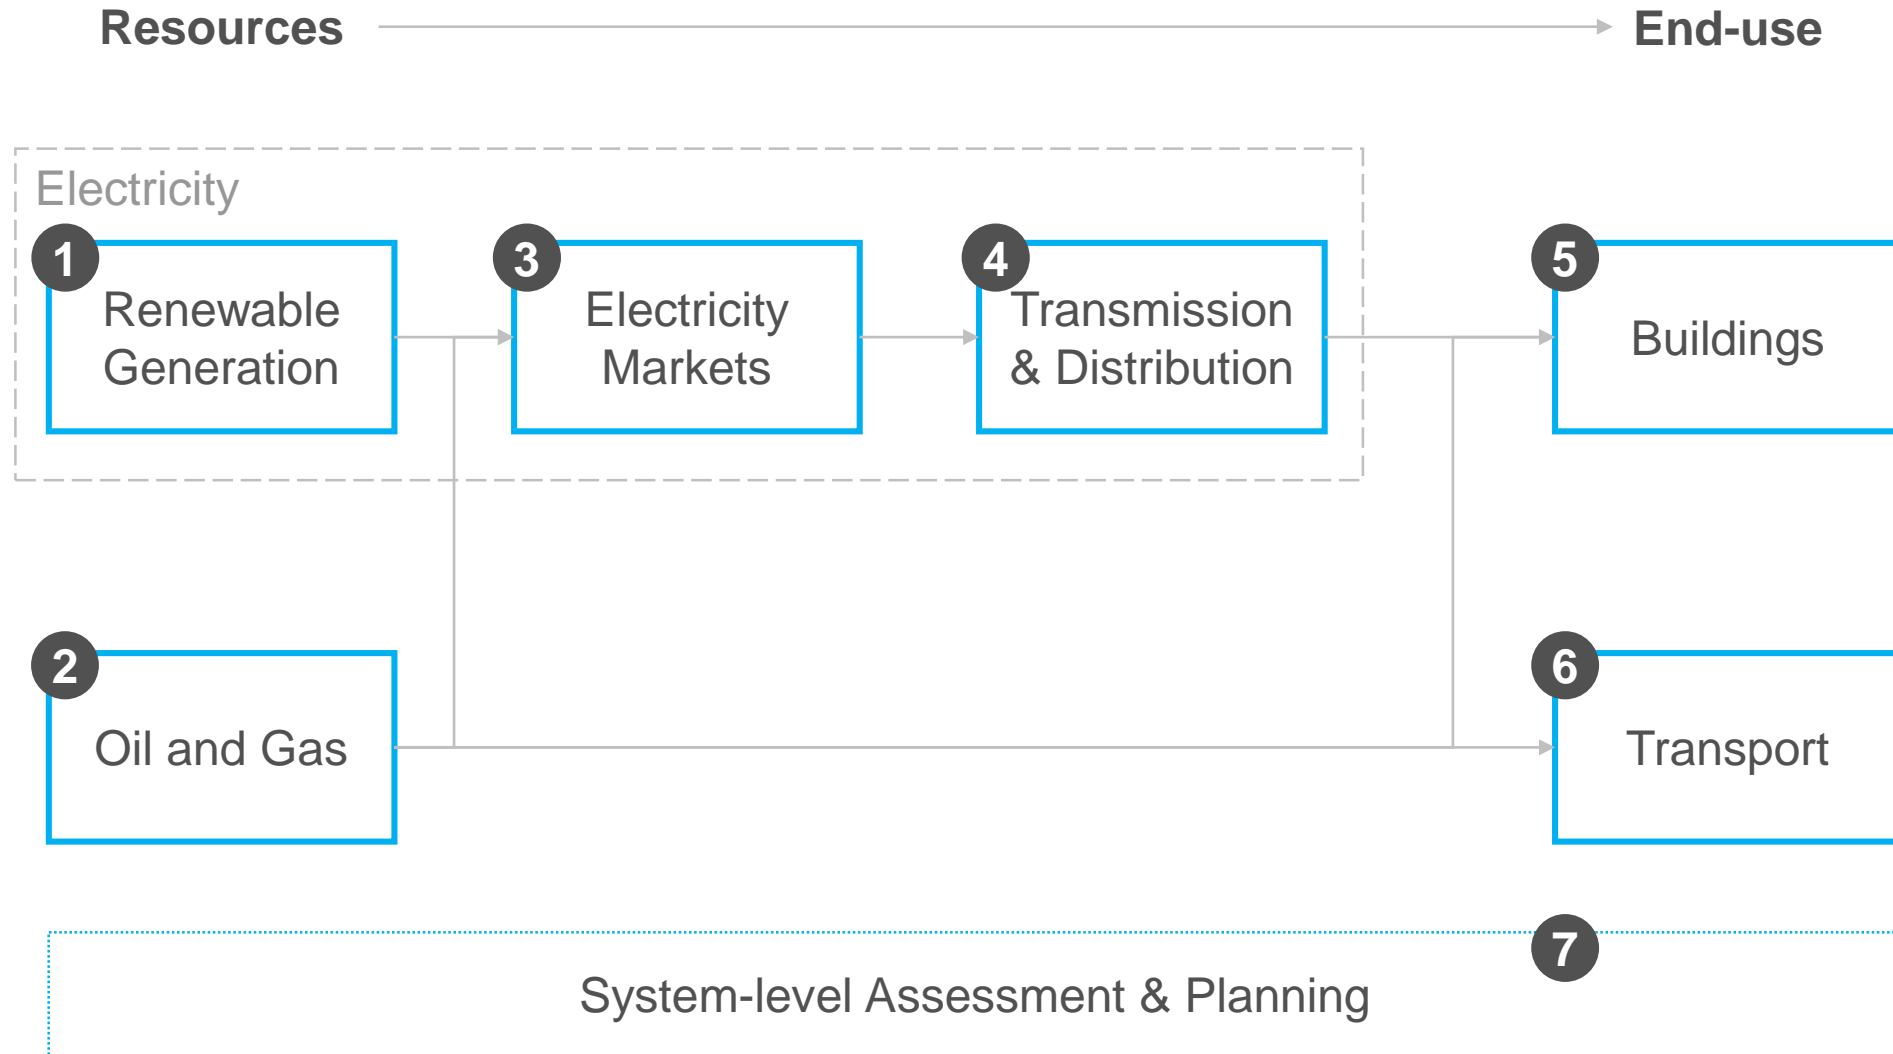 Resources
End-use
Electricity
1
Renewable
Generation
3
Electricity
Markets
4
Transmission
& Distribution
5
Buildings
2
Oil and Gas
6
Transport
7
System-level Assessment & Planning